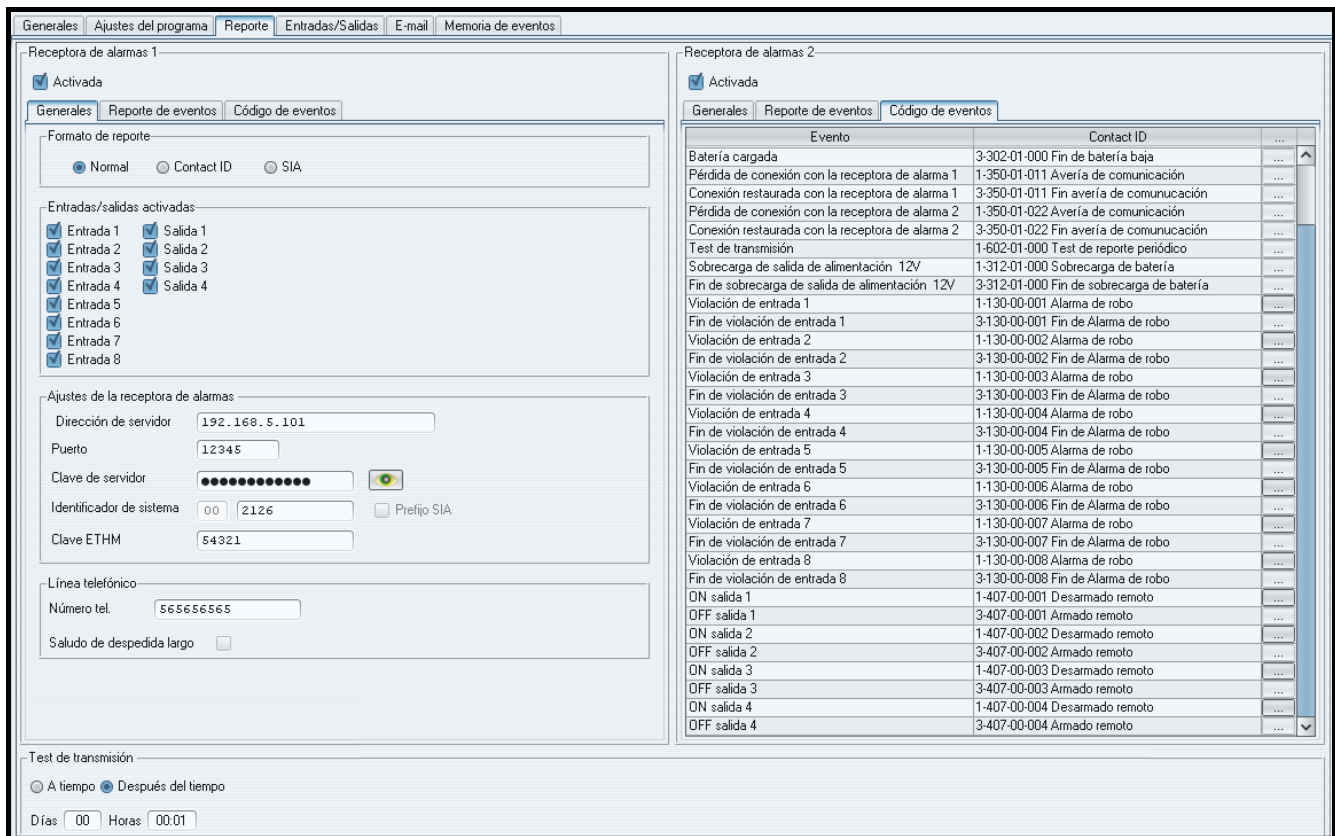 Generales Ajustes del programa Reporte Entradas/Salidas E-mail Memoria de eventos
Receptora de alarmas 1
Activada
Generales Reporte de eventos Código de eventos
Formato de reporte
Normal Contact ID SIA
Entradas/salidas activadas
Entrada 1 Salida 1
Entrada 2 Salida 2
Entrada 3 Salida 3
Entrada 4 Salida 4
Entrada 5
Entrada 6
Entrada 7
Entrada 8
Ajustes de la receptora de alarmas
Dirección de servidor 192.168.5.101
Puerto 12345
Clave de servidor ●●●●●●●●●●●●
Identificador de sistema 00 2126 Prefijo SIA
Clave ETHM 54321
Línea telefónico
Número tel. 565656565
Saludo de despedida largo
Receptora de alarmas 2
Activada
Generales Reporte de eventos Código de eventos
Evento Contact ID ...
Batería cargada 3-302-01-000 Fin de batería baja ...
Pérdida de conexión con la receptora de alarma 1 1-350-01-011 Avería de comunicación ...
Conexión restaurada con la receptora de alarma 1 3-350-01-011 Fin avería de comunucación ...
Pérdida de conexión con la receptora de alarma 2 1-350-01-022 Avería de comunicación ...
Conexión restaurada con la receptora de alarma 2 3-350-01-022 Fin avería de comunucación ...
Test de transmisión 1-602-01-000 Test de reporte periódico ...
Sobrecarga de salida de alimentación 12V 1-312-01-000 Sobrecarga de batería ...
Fin de sobrecarga de salida de alimentación 12V 3-312-01-000 Fin de sobrecarga de batería ...
Violación de entrada 1 1-130-00-001 Alarma de robo ...
Fin de violación de entrada 1 3-130-00-001 Fin de Alarma de robo ...
Violación de entrada 2 1-130-00-002 Alarma de robo ...
Fin de violación de entrada 2 3-130-00-002 Fin de Alarma de robo ...
Violación de entrada 3 1-130-00-003 Alarma de robo ...
Fin de violación de entrada 3 3-130-00-003 Fin de Alarma de robo ...
Violación de entrada 4 1-130-00-004 Alarma de robo ...
Fin de violación de entrada 4 3-130-00-004 Fin de Alarma de robo ...
Violación de entrada 5 1-130-00-005 Alarma de robo ...
Fin de violación de entrada 5 3-130-00-005 Fin de Alarma de robo ...
Violación de entrada 6 1-130-00-006 Alarma de robo ...
Fin de violación de entrada 6 3-130-00-006 Fin de Alarma de robo ...
Violación de entrada 7 1-130-00-007 Alarma de robo ...
Fin de violación de entrada 7 3-130-00-007 Fin de Alarma de robo ...
Violación de entrada 8 1-130-00-008 Alarma de robo ...
Fin de violación de entrada 8 3-130-00-008 Fin de Alarma de robo ...
ON salida 1 1-407-00-001 Desarmado remoto ...
OFF salida 1 3-407-00-001 Armado remoto ...
ON salida 2 1-407-00-002 Desarmado remoto ...
OFF salida 2 3-407-00-002 Armado remoto ...
ON salida 3 1-407-00-003 Desarmado remoto ...
OFF salida 3 3-407-00-003 Armado remoto ...
ON salida 4 1-407-00-004 Desarmado remoto ...
OFF salida 4 3-407-00-004 Armado remoto ...
Test de transmisión
A tiempo Después del tiempo
Días 00 Horas 00:01